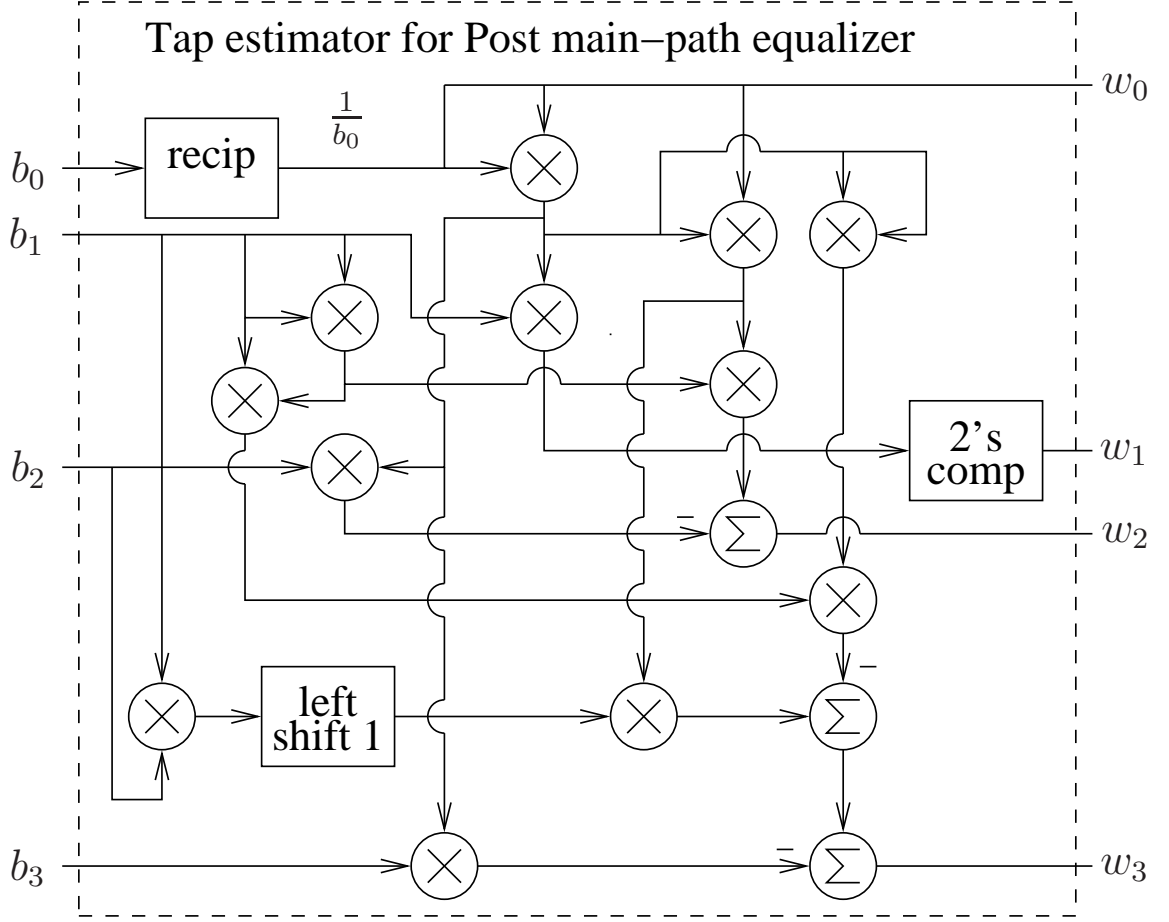 Tap estimator for Post main−path equalizer
w₀
1
b₀
recip
b₀
b₁
2's
comp
w₁
b₂
−
Σ
w₂
−
left
shift 1
Σ
b₃
−
Σ
w₃